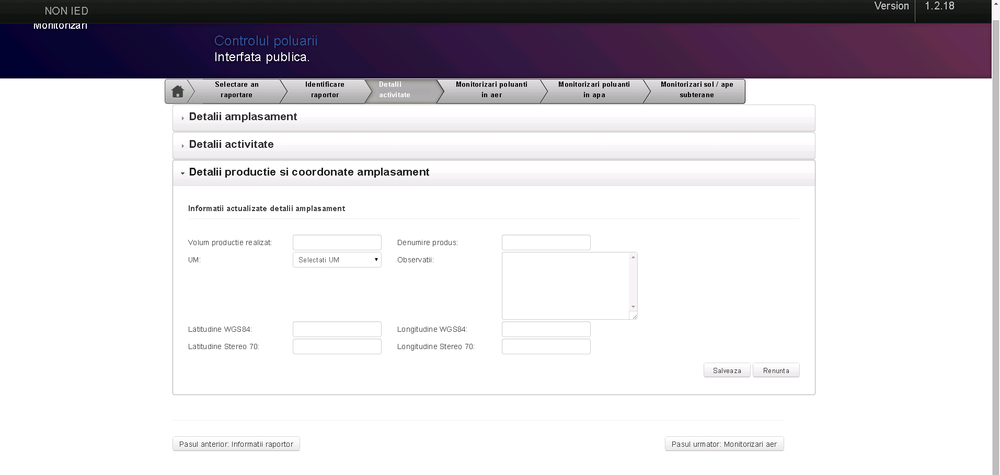 NON IED
Version 1.2.18
Monitorizari
Controlul poluarii
Interfata publica.
Selectare an
raportare
Identificare
raportor
Detalii
activitate
Monitorizari poluanti
in aer
Monitorizari poluanti
in apa
Monitorizari sol / ape
subterane
Detalii amplasament
Detalii activitate
Detalii productie si coordonate amplasament
Informatii actualizate detalii amplasament
Volum productie realizat:
Denumire produs:
UM:
Selectati UM
Observatii:
Latitudine WGS84:
Longitudine WGS84:
Latitudine Stereo 70:
Longitudine Stereo 70:
Salveaza
Renunta
Pasul anterior: Informatii raportor
Pasul urmator: Monitorizari aer